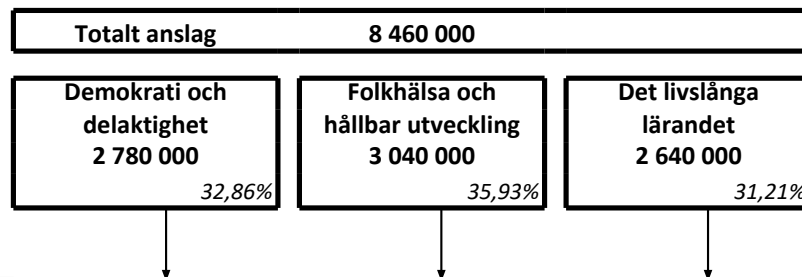 Totalt anslag 8 460 000
Demokrati och
delaktighet
2 780 000
32,86%
Folkhälsa och
hållbar utveckling
3 040 000
35,93%
Det livslånga
lärandet
2 640 000
31,21%